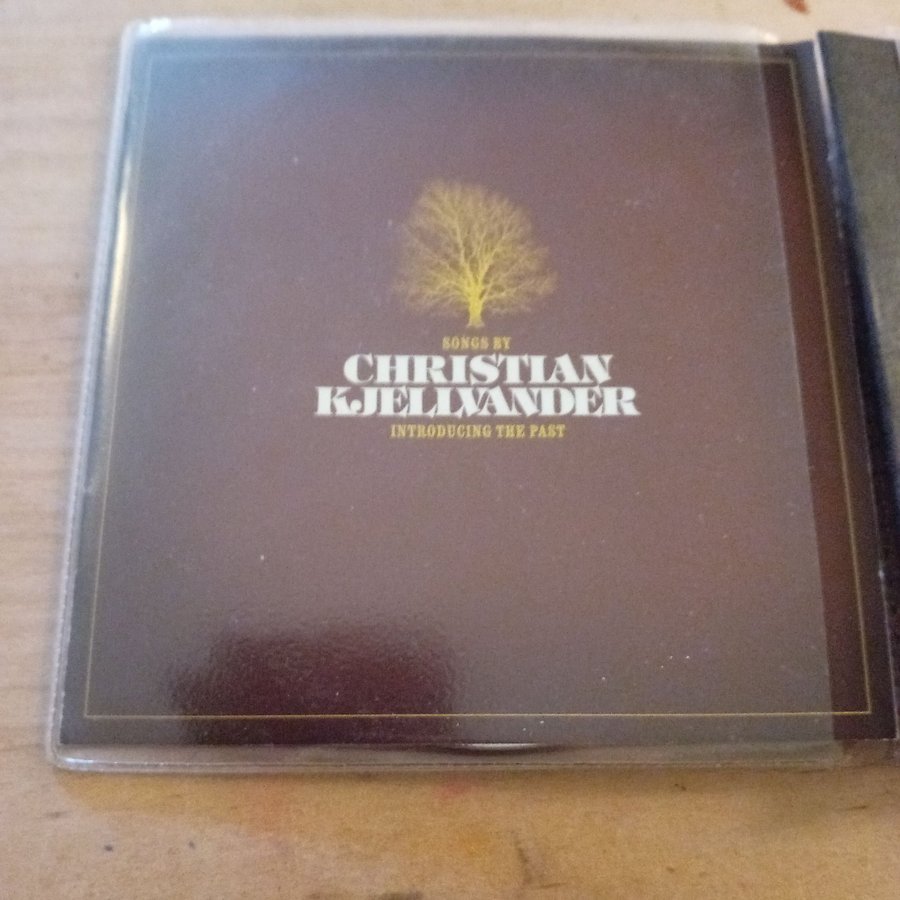 SONGS BY
CHRISTIAN
KJELLVANDER
INTRODUCING THE PAST